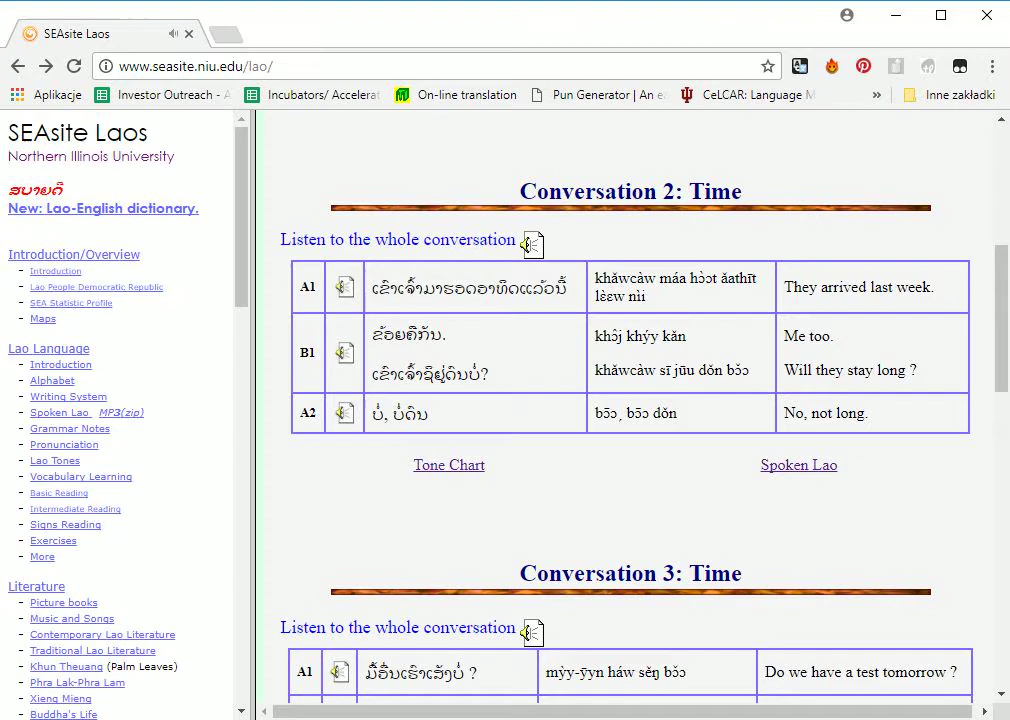 SEAsite Laos
www.seasite.niu.edu/lao/
Aplikacje
Investor Outreach - A
Incubators/ Accelerat
On-line translation
Pun Generator | An e
CeLCAR: Language M
»
Inne zakładki
SEAsite Laos
Northern Illinois University
ສບາຍດີ
New: Lao-English dictionary.
Introduction/Overview
- Introduction
- Lao People Democratic Republic
- SEA Statistic Profile
- Maps
Lao Language
- Introduction
- Alphabet
- Writing System
- Spoken Lao MP3(zip)
- Grammar Notes
- Pronunciation
- Lao Tones
- Vocabulary Learning
- Basic Reading
- Intermediate Reading
- Signs Reading
- Exercises
- More
Literature
- Picture books
- Music and Songs
- Contemporary Lao Literature
- Traditional Lao Literature
- Khun Theuang (Palm Leaves)
- Phra Lak-Phra Lam
- Xieng Mieng
- Buddha's Life
Conversation 2: Time
Listen to the whole conversation
A1
ເຂົາເຈົ້າມາຮອດອາທິດແລ້ວນີ້
khǎwcàw máa hɔ̀ɔt ǎathīt
lɛ̀ɛw nìi
They arrived last week.
B1
ຂ້ອຍຄືກັນ.
khɔ̂j khýy kǎn
Me too.
ເຂົາເຈົ້າຊິຢູ່ດົນບໍ່?
khǎwcàw sī jūu dǒn bɔ̌ɔ
Will they stay long ?
A2
ບໍ່, ບໍ່ດົນ
bɔ̄ɔ , bɔ̄ɔ dǒn
No, not long.
Tone Chart
Spoken Lao
Conversation 3: Time
Listen to the whole conversation
A1
ມື້ອື່ນເຮົາເສັງບໍ່ ?
mỳy-ȳyn háw sěŋ bɔ̌ɔ
Do we have a test tomorrow ?